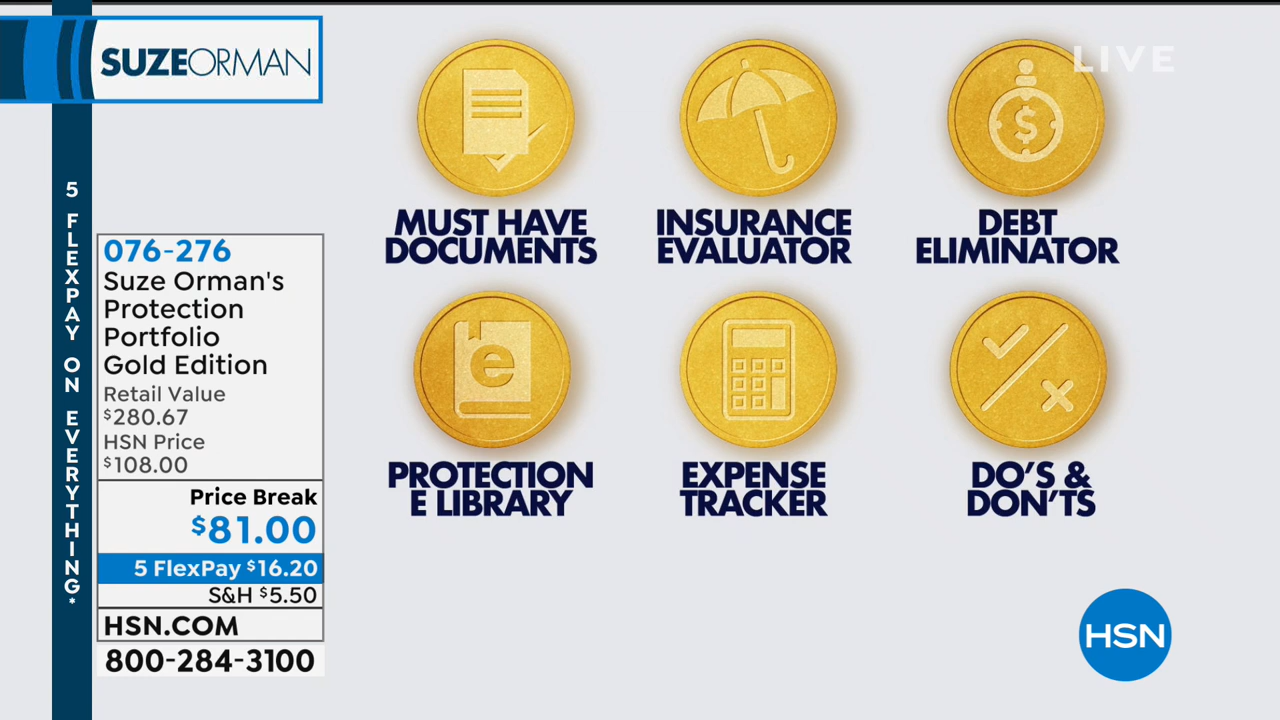 SUZEORMAN
LIVE
5 FLEXPAY ON EVERYTHING*
076-276
Suze Orman's
Protection
Portfolio
Gold Edition
Retail Value
$280.67
HSN Price
$108.00
Price Break
$81.00
5 FlexPay $16.20
S&H $5.50
HSN.COM
800-284-3100
$
MUST HAVE
DOCUMENTS
INSURANCE
EVALUATOR
DEBT
ELIMINATOR
e
PROTECTION
E LIBRARY
EXPENSE
TRACKER
DO'S &
DON'TS
HSN